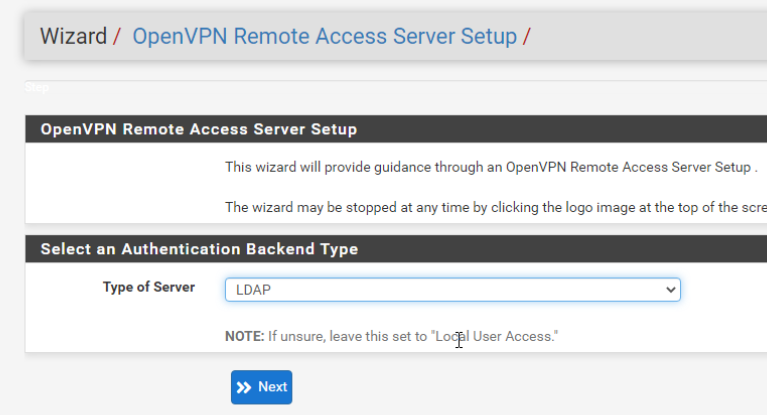 Wizard / OpenVPN Remote Access Server Setup /
Step
OpenVPN Remote Access Server Setup
This wizard will provide guidance through an OpenVPN Remote Access Server Setup .
The wizard may be stopped at any time by clicking the logo image at the top of the scre
Select an Authentication Backend Type
Type of Server
LDAP
NOTE: If unsure, leave this set to "Local User Access."
Next